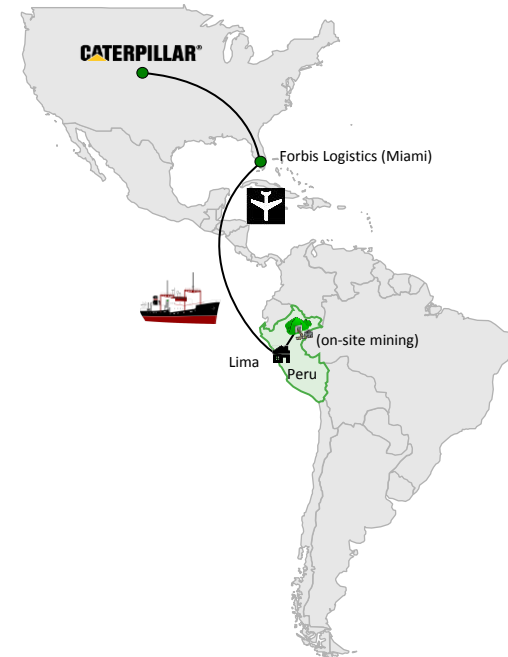 CATERPILLAR®
Forbis Logistics (Miami)
(on-site mining)
Lima
Peru